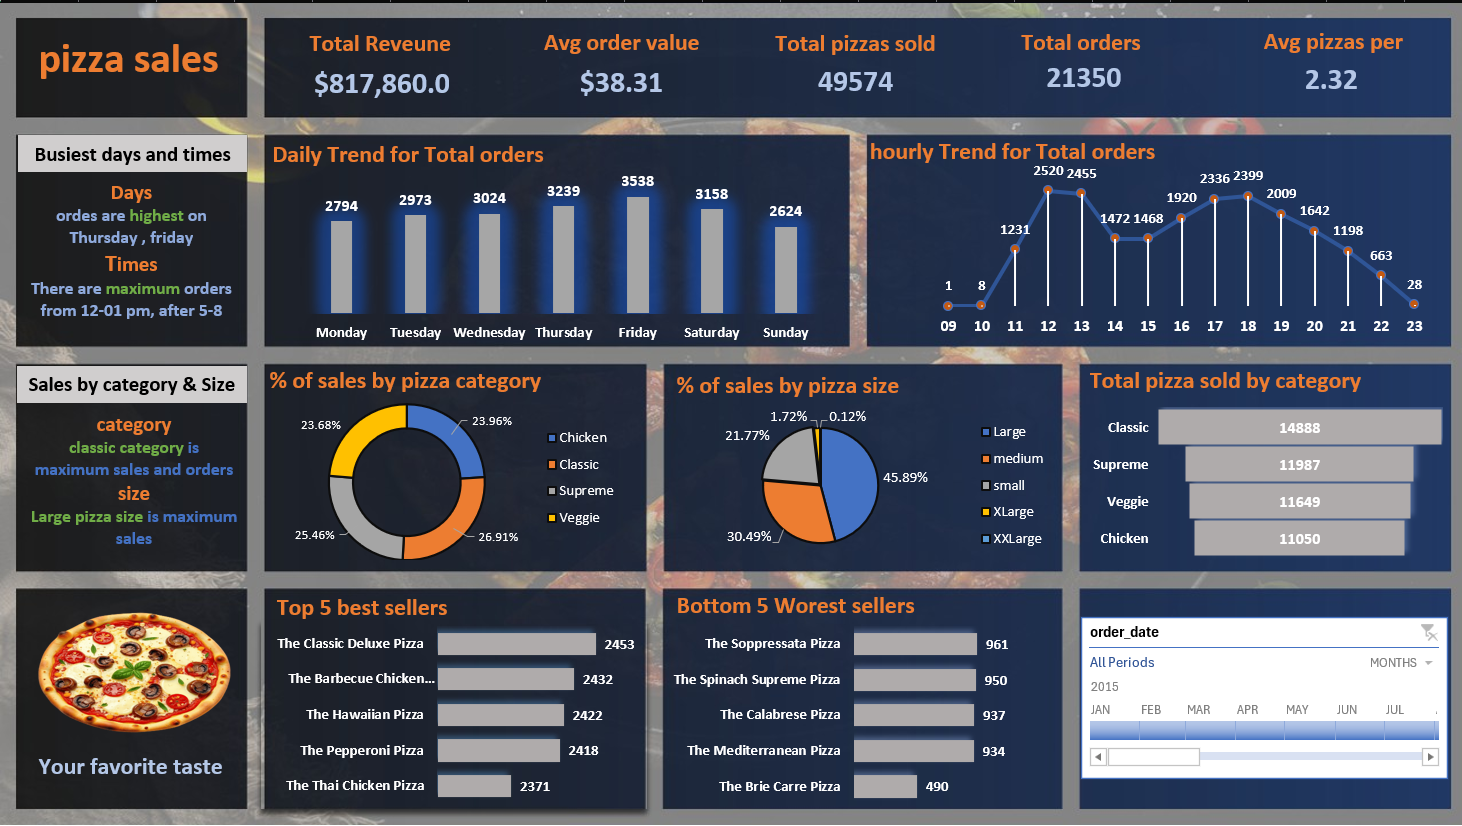 pizza sales
Total Reveune
$817,860.0
Avg order value
$38.31
Total pizzas sold
49574
Total orders
21350
Avg pizzas per
2.32
Busiest days and times
Days
ordes are highest on
Thursday , friday
Times
There are maximum orders
from 12-01 pm, after 5-8
Daily Trend for Total orders
2794
2973
3024
3239
3538
3158
2624
Monday
Tuesday
Wednesday
Thursday
Friday
Saturday
Sunday
hourly Trend for Total orders
1
8
1231
2520
2455
1472
1468
1920
2336
2399
2009
1642
1198
663
28
09
10
11
12
13
14
15
16
17
18
19
20
21
22
23
Sales by category & Size
category
classic category is
maximum sales and orders
size
Large pizza size is maximum
sales
% of sales by pizza category
23.68%
23.96%
25.46%
26.91%
Chicken
Classic
Supreme
Veggie
% of sales by pizza size
1.72%
0.12%
21.77%
45.89%
30.49%
Large
medium
small
XLarge
XXLarge
Total pizza sold by category
Classic
14888
Supreme
11987
Veggie
11649
Chicken
11050
Your favorite taste
Top 5 best sellers
The Classic Deluxe Pizza
2453
The Barbecue Chicken...
2432
The Hawaiian Pizza
2422
The Pepperoni Pizza
2418
The Thai Chicken Pizza
2371
Bottom 5 Worest sellers
The Soppressata Pizza
961
The Spinach Supreme Pizza
950
The Calabrese Pizza
937
The Mediterranean Pizza
934
The Brie Carre Pizza
490
order_date
All Periods
MONTHS
2015
JAN
FEB
MAR
APR
MAY
JUN
JUL